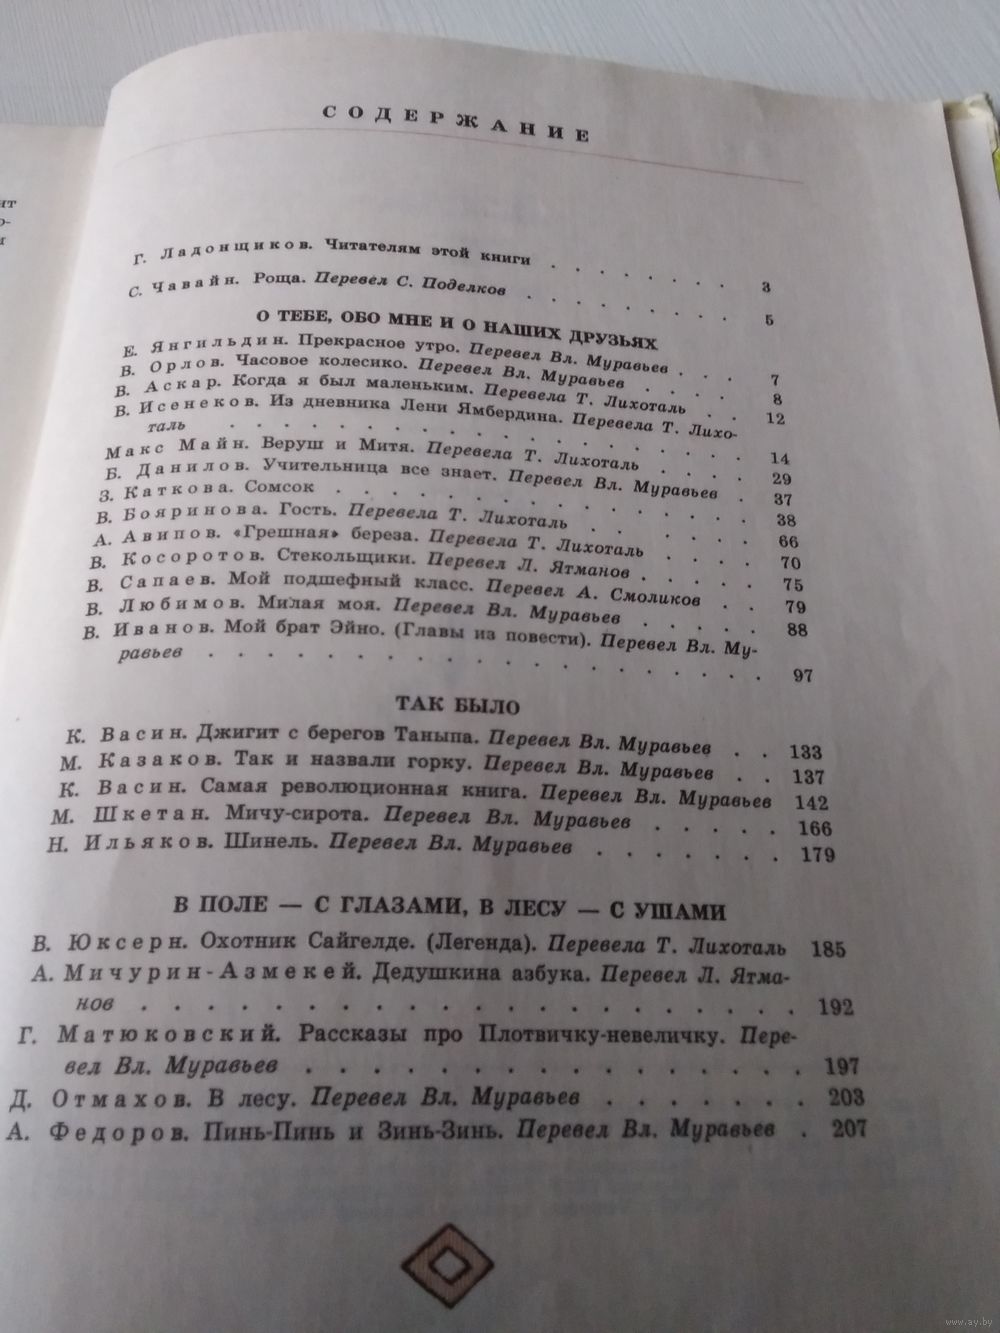 ит
о-
и
СОДЕРЖАНИЕ
Г. Ладонщиков. Читателям этой книги . . . . . . . 3
С. Чавайн. Роща. Перевел С. Поделков . . . . . . . . 5
О ТЕБЕ, ОБО МНЕ И О НАШИХ ДРУЗЬЯХ
Е. Янгильдин. Прекрасное утро. Перевел Вл. Муравьев . . . 7
В. Орлов. Часовое колесико. Перевел Вл. Муравьев . . . . 8
В. Аскар. Когда я был маленьким. Перевела Т. Лихоталь . . 12
В. Исенеков. Из дневника Лени Ямбердина. Перевела Т. Лихо-
таль . . . . . . . . . . . . . . . . 14
Макс Майн. Веруш и Митя. Перевела Т. Лихоталь . . . 29
Б. Данилов. Учительница все знает. Перевел Вл. Муравьев . 37
З. Каткова. Сомсок . . . . . . . . . . . . . 38
В. Бояринова. Гость. Перевела Т. Лихоталь . . . . . 66
А. Авипов. «Грешная» береза. Перевела Т. Лихоталь . . . . 70
В. Косоротов. Стекольщики. Перевел Л. Ятманов . . . . . 75
В. Сапаев. Мой подшефный класс. Перевел А. Смоликов . . 79
В. Любимов. Милая моя. Перевел Вл. Муравьев . . . . . 88
В. Иванов. Мой брат Эйно. (Главы из повести). Перевел Вл. Му-
равьев . . . . . . . . . . . . . . . . . 97
ТАК БЫЛО
К. Васин. Джигит с берегов Таныпа. Перевел Вл. Муравьев . . 133
М. Казаков. Так и назвали горку. Перевел Вл. Муравьев . . 137
К. Васин. Самая революционная книга. Перевел Вл. Муравьев 142
М. Шкетан. Мичу-сирота. Перевел Вл. Муравьев . . . . . 166
Н. Ильяков. Шинель. Перевел Вл. Муравьев . . . . . . . 179
В ПОЛЕ — С ГЛАЗАМИ, В ЛЕСУ — С УШАМИ
В. Юксерн. Охотник Сайгелде. (Легенда). Перевела Т. Лихоталь 185
А. Мичурин-Азмекей. Дедушкина азбука. Перевел Л. Ятма-
нов . . . . . . . . . . . . . . . . . . . . 192
Г. Матюковский. Рассказы про Плотвичку-невеличку. Пере-
вел Вл. Муравьев . . . . . . . . . . . . . . . 197
Д. Отмахов. В лесу. Перевел Вл. Муравьев . . . . . . . 203
А. Федоров. Пинь-Пинь и Зинь-Зинь. Перевел Вл. Муравьев . 207
www.ay.by